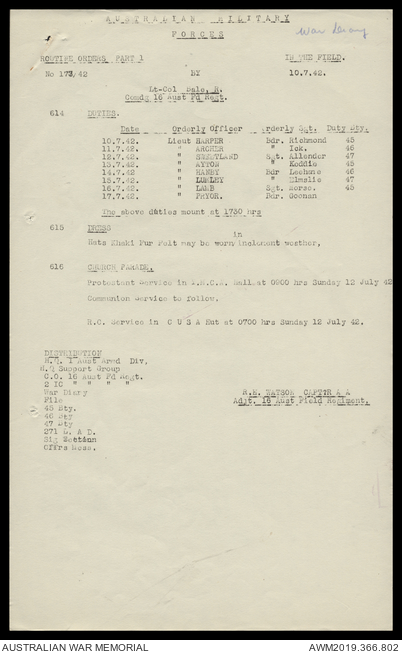 AUSTRALIAN MILITARY
FORCES
War Diary
ROUTINE ORDERS PART 1
IN THE FIELD.
No 173/42 BY 10.7.42.
Lt-Col Dale, R.
Comdg 16 Aust Fd Regt.
614 DUTIES.
Date Orderly Officer Orderly Sgt. Duty Bty.
10.7.42. Lieut HARPER Bdr. Richmond 45
11.7.42. " ARCHER " Ick. 46
12.7.42. " SUNDERLAND Sgt. Allender 47
13.7.42. " AYTON " Keddie 45
14.7.42 " HANBY Bdr Leehane 46
15.7.42. " LUMLEY " Elmslie 47
16.7.42. " LAMB Sgt. Morse. 45
17.7.42. " PRYOR. Bdr. Goonan
The above duties mount at 1730 hrs
615 DRESS
in
Hats Khaki Fur Felt may be worn inclement weather,
616 CHURCH PARADE.
Protestant Service in Hall at 0900 hrs Sunday 12 July 42
Communion Service to follow.
R.C. Service in C U S A Hut at 0700 hrs Sunday 12 July 42.
DISTRIBUTION
H.Q. 1 Aust Armd Div.
H.Q Support Group
C.O. 16 Aust Fd Regt.
2 IC " " " "
War Diary
File
45 Bty.
46 Bty
47 Bty
271 L. A D.
Sig
Offrs Mess.
WATSON CAPT
Adjt. 16 Aust Field Regiment.
AUSTRALIAN WAR MEMORIAL
AWM2019.366.802